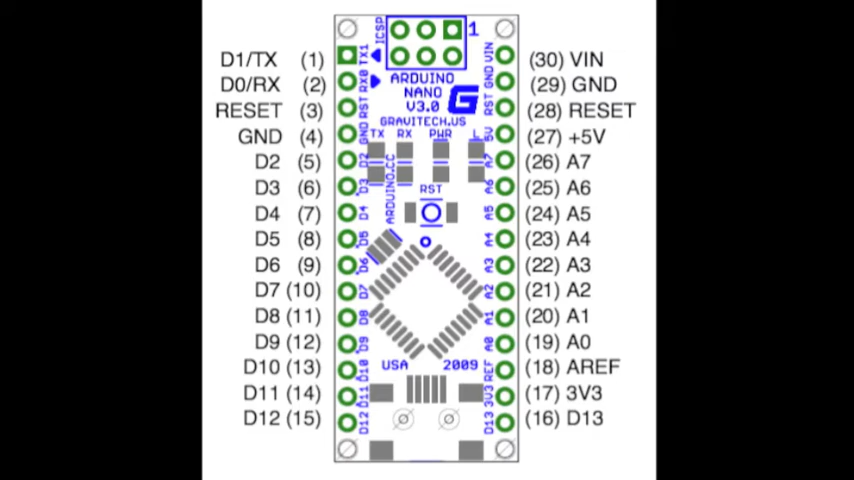 D1/TX (1)
D0/RX (2)
RESET (3)
GND (4)
D2 (5)
D3 (6)
D4 (7)
D5 (8)
D6 (9)
D7 (10)
D8 (11)
D9 (12)
D10 (13)
D11 (14)
D12 (15)
ICSP
1
ARDUINO
NANO
V3.0
G
GRAVITECH.US
TX RX PWR L
RST
ARDUINO.CC
USA 2009
TX1
RX0
RST
GND
D2
D3
D4
D5
D6
D7
D8
D9
D10
D11
D12
VIN
GND
RST
5V
A7
A6
A5
A4
A3
A2
A1
A0
REF
3V3
D13
(30) VIN
(29) GND
(28) RESET
(27) +5V
(26) A7
(25) A6
(24) A5
(23) A4
(22) A3
(21) A2
(20) A1
(19) A0
(18) AREF
(17) 3V3
(16) D13